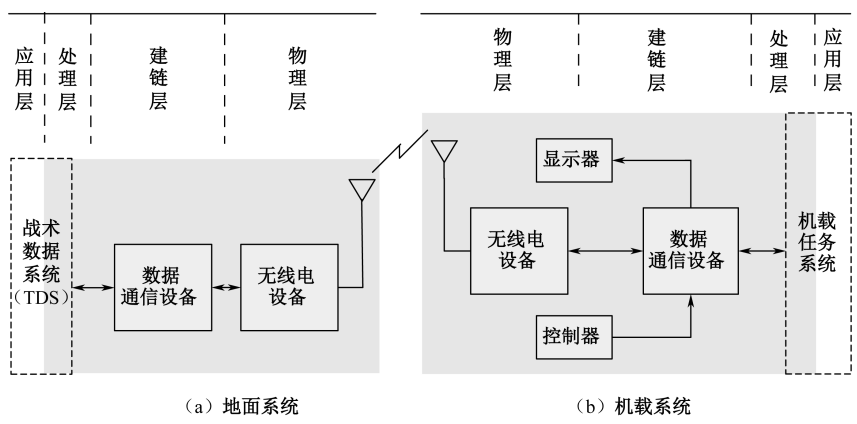 应用层
处理层
建链层
物理层
物理层
建链层
处理层
应用层
战术
数据
系统
（TDS）
数据
通信设备
无线电
设备
显示器
无线电
设备
数据
通信设备
机载
任务
系统
控制器
（a）地面系统
（b）机载系统